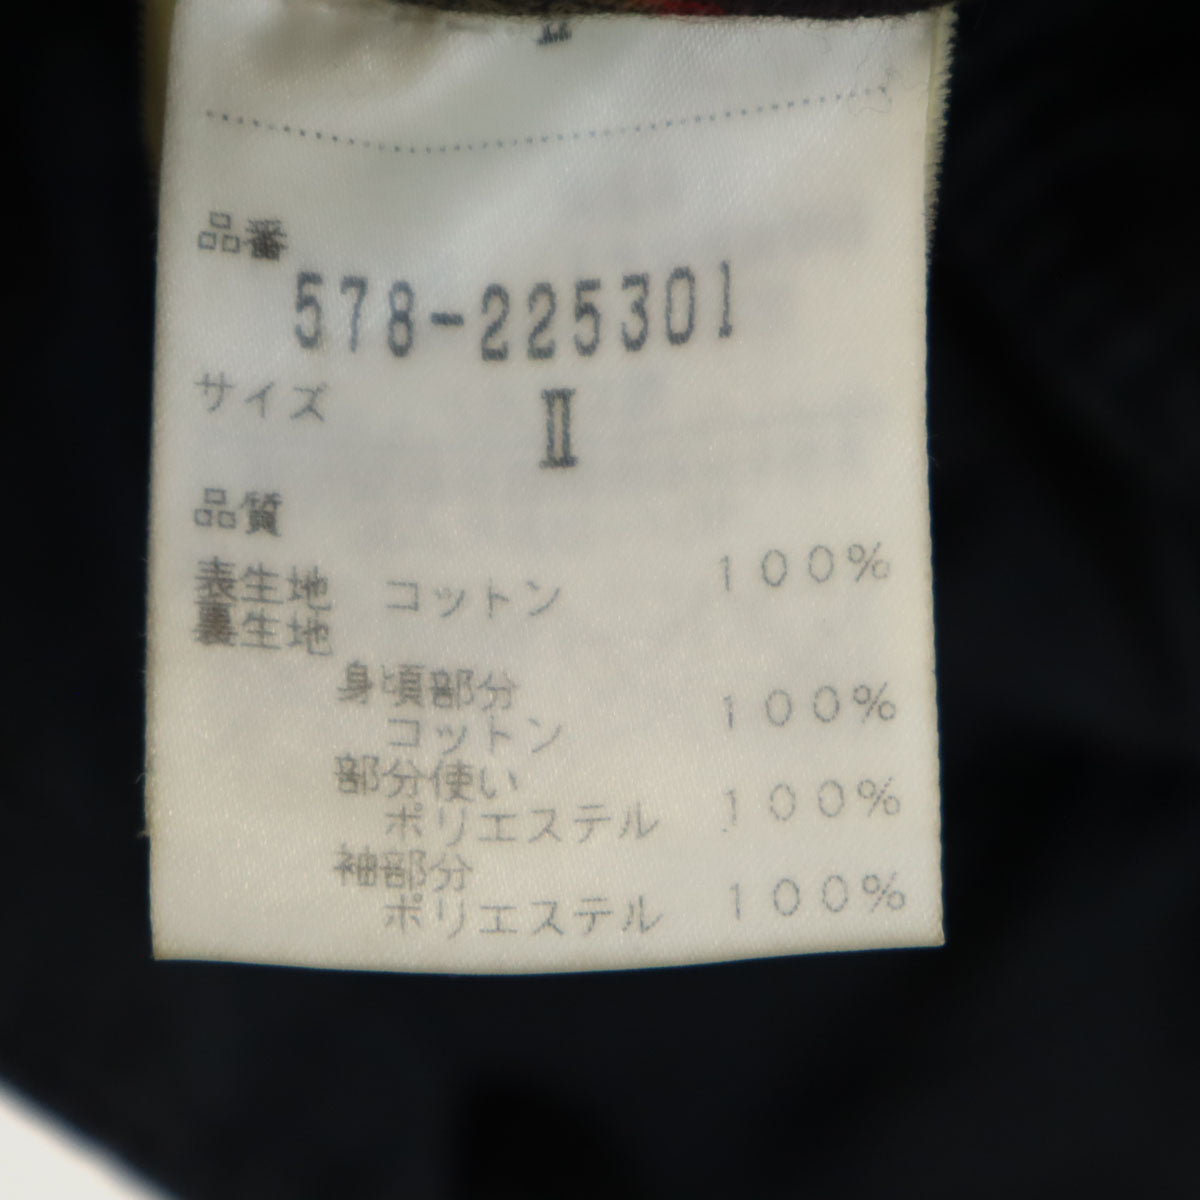 品番
578-225301
サイズ
II
品質
表生地 コットン 100%
裏生地
身頃部分
コットン 100%
部分使い
ポリエステル 100%
袖部分
ポリエステル 100%